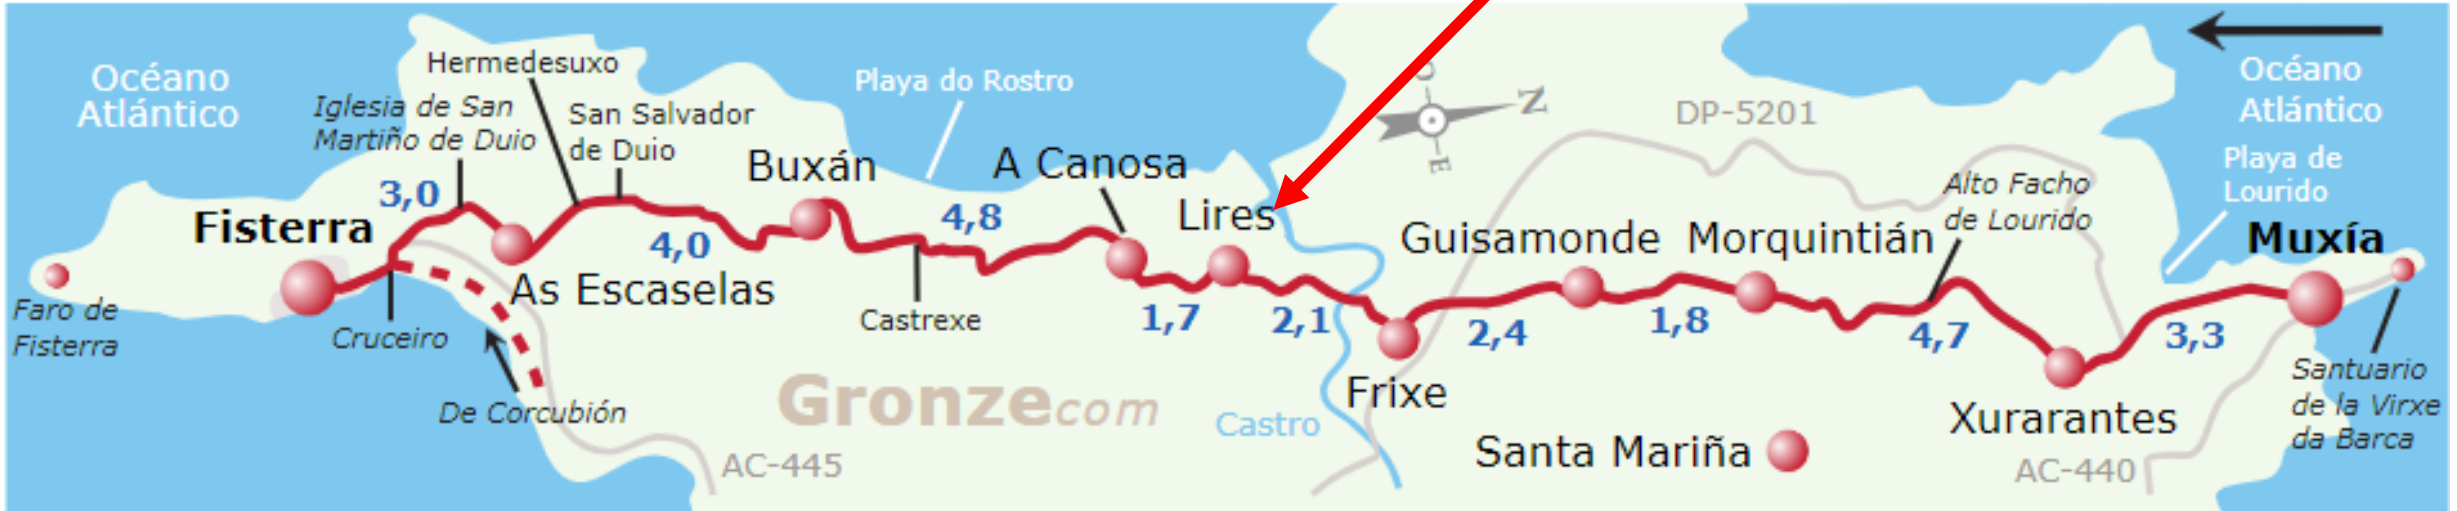 Océano
Atlántico
Hermedesuxo
Iglesia de San
Martiño de Duio
San Salvador
de Duio
Playa do Rostro
O
N
E
DP-5201
Océano
Atlántico
Playa de
Lourido
Buxán
A Canosa
Lires
Alto Facho
de Lourido
3,0
Fisterra
4,0
4,8
Guisamonde
Morquintián
Muxía
As Escaselas
Castrexe
1,7
2,1
2,4
1,8
4,7
3,3
Faro de
Fisterra
Cruceiro
De Corcubión
Gronzecom
Castro
Frixe
Santa Mariña
Xurarantes
Santuario
de la Virxe
da Barca
AC-445
AC-440